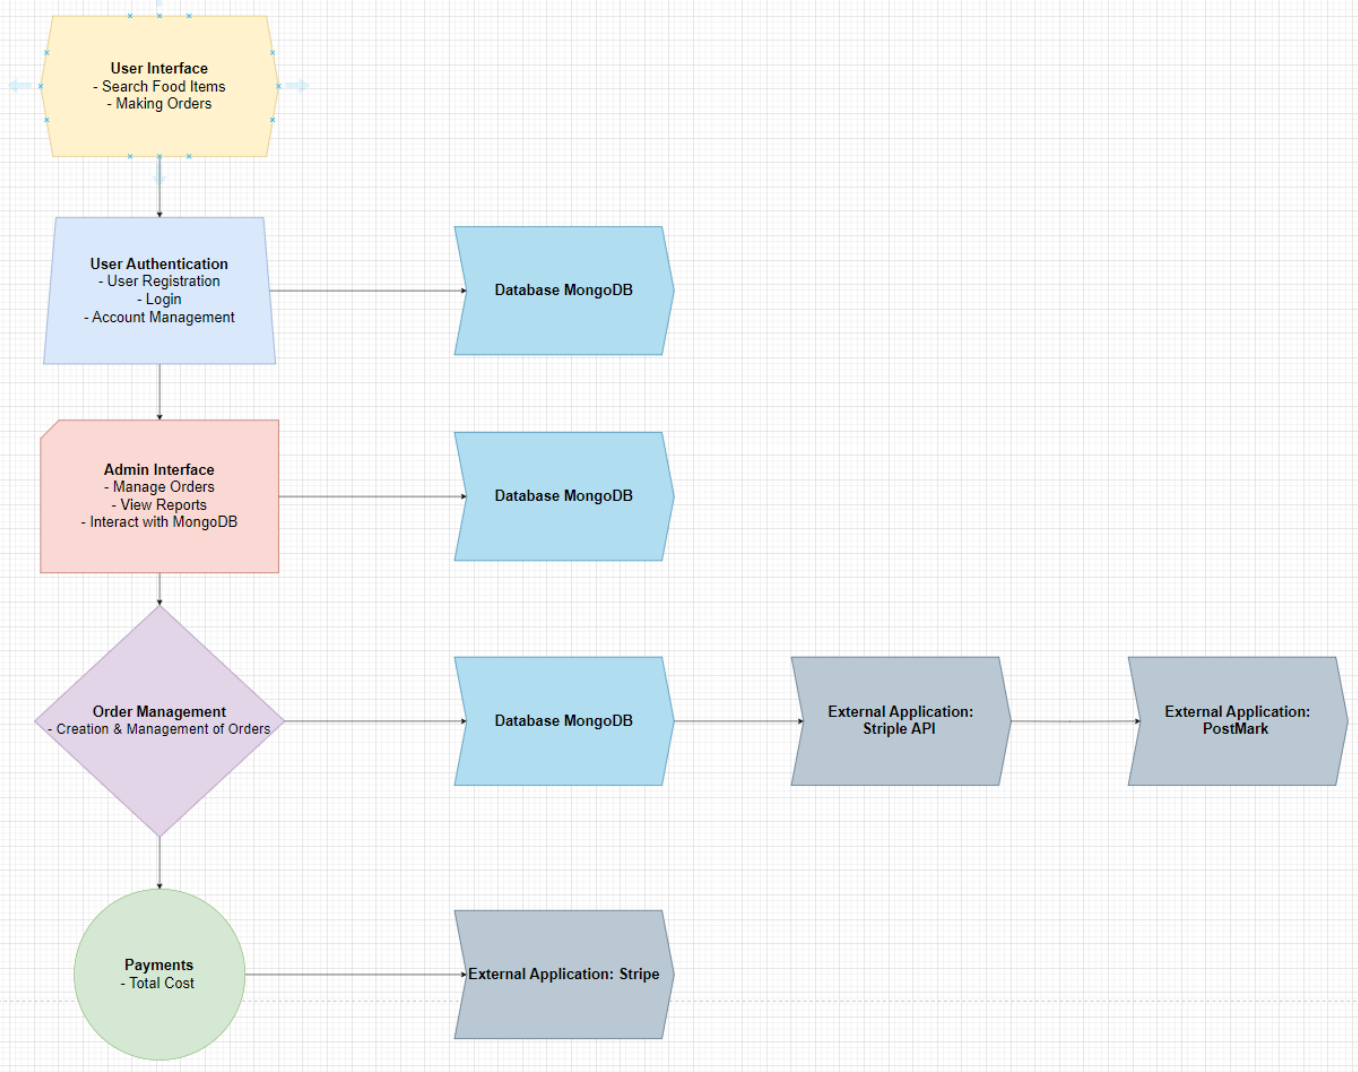 User Interface
- Search Food Items
- Making Orders
User Authentication
- User Registration
- Login
- Account Management
Database MongoDB
Admin Interface
- Manage Orders
- View Reports
- Interact with MongoDB
Database MongoDB
Order Management
- Creation & Management of Orders
Database MongoDB
External Application:
Striple API
External Application:
PostMark
Payments
- Total Cost
External Application: Stripe